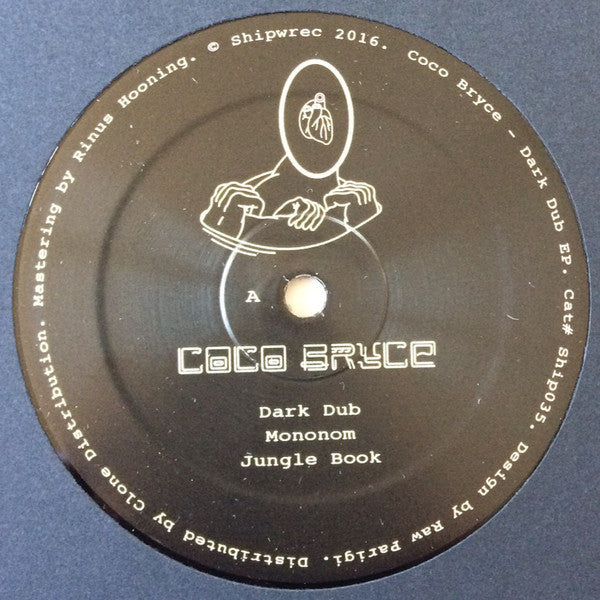 Coco Bryce – Dark Dub EP. Cat# Ship035. Design by Raw Parigi. Distributed by Clone Distribution. Mastering by Rinus Hooning. © Shipwrec 2016.
A
COCO BRYCE
Dark Dub
Mononom
Jungle Book